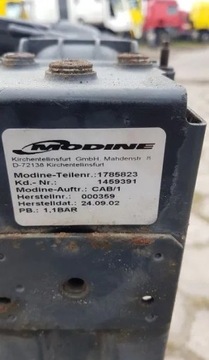 MODINE
Kirchentellinsfurt GmbH, Mahdenstr. 8
D-72138 Kirchentellinsfurt
Modine-Teilenr.:1785823
Kd.- Nr.: 1459391
Modine-Auftr.: CAB/1
Herstellnr.: 000359
Herstelldat.: 24.09.02
PB.: 1,1BAR